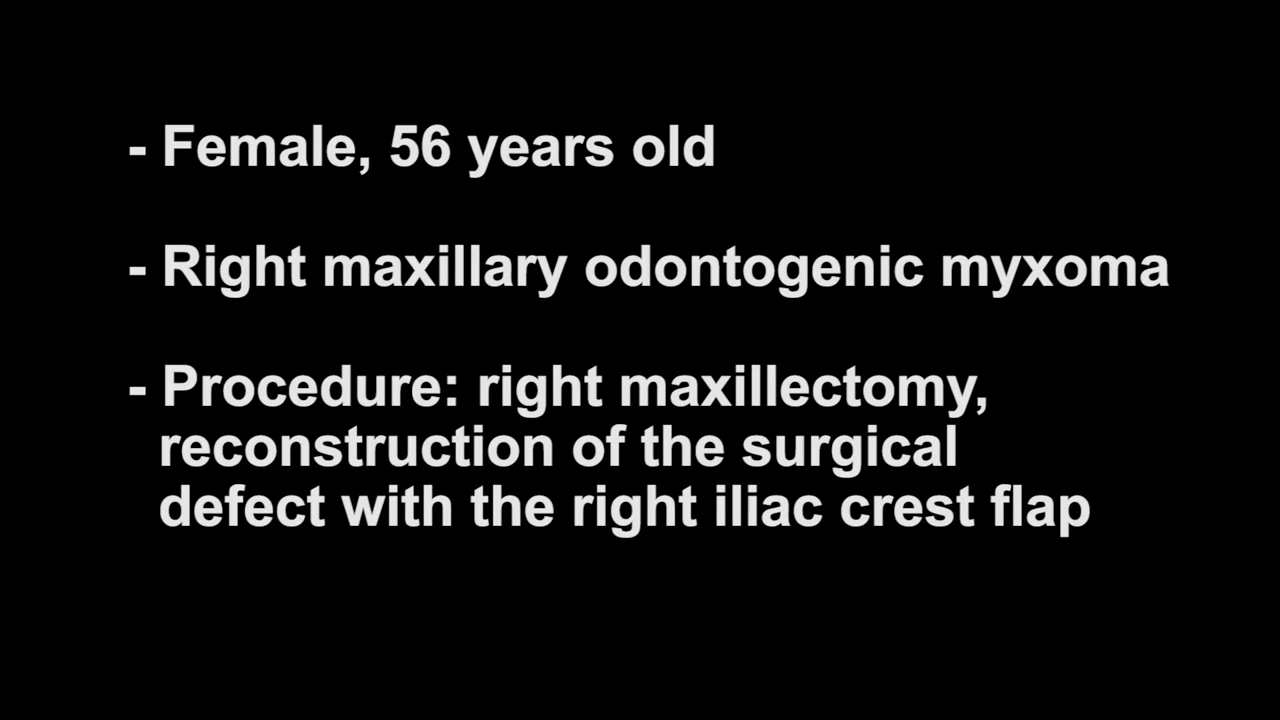 - Female, 56 years old
- Right maxillary odontogenic myxoma
- Procedure: right maxillectomy,
reconstruction of the surgical
defect with the right iliac crest flap